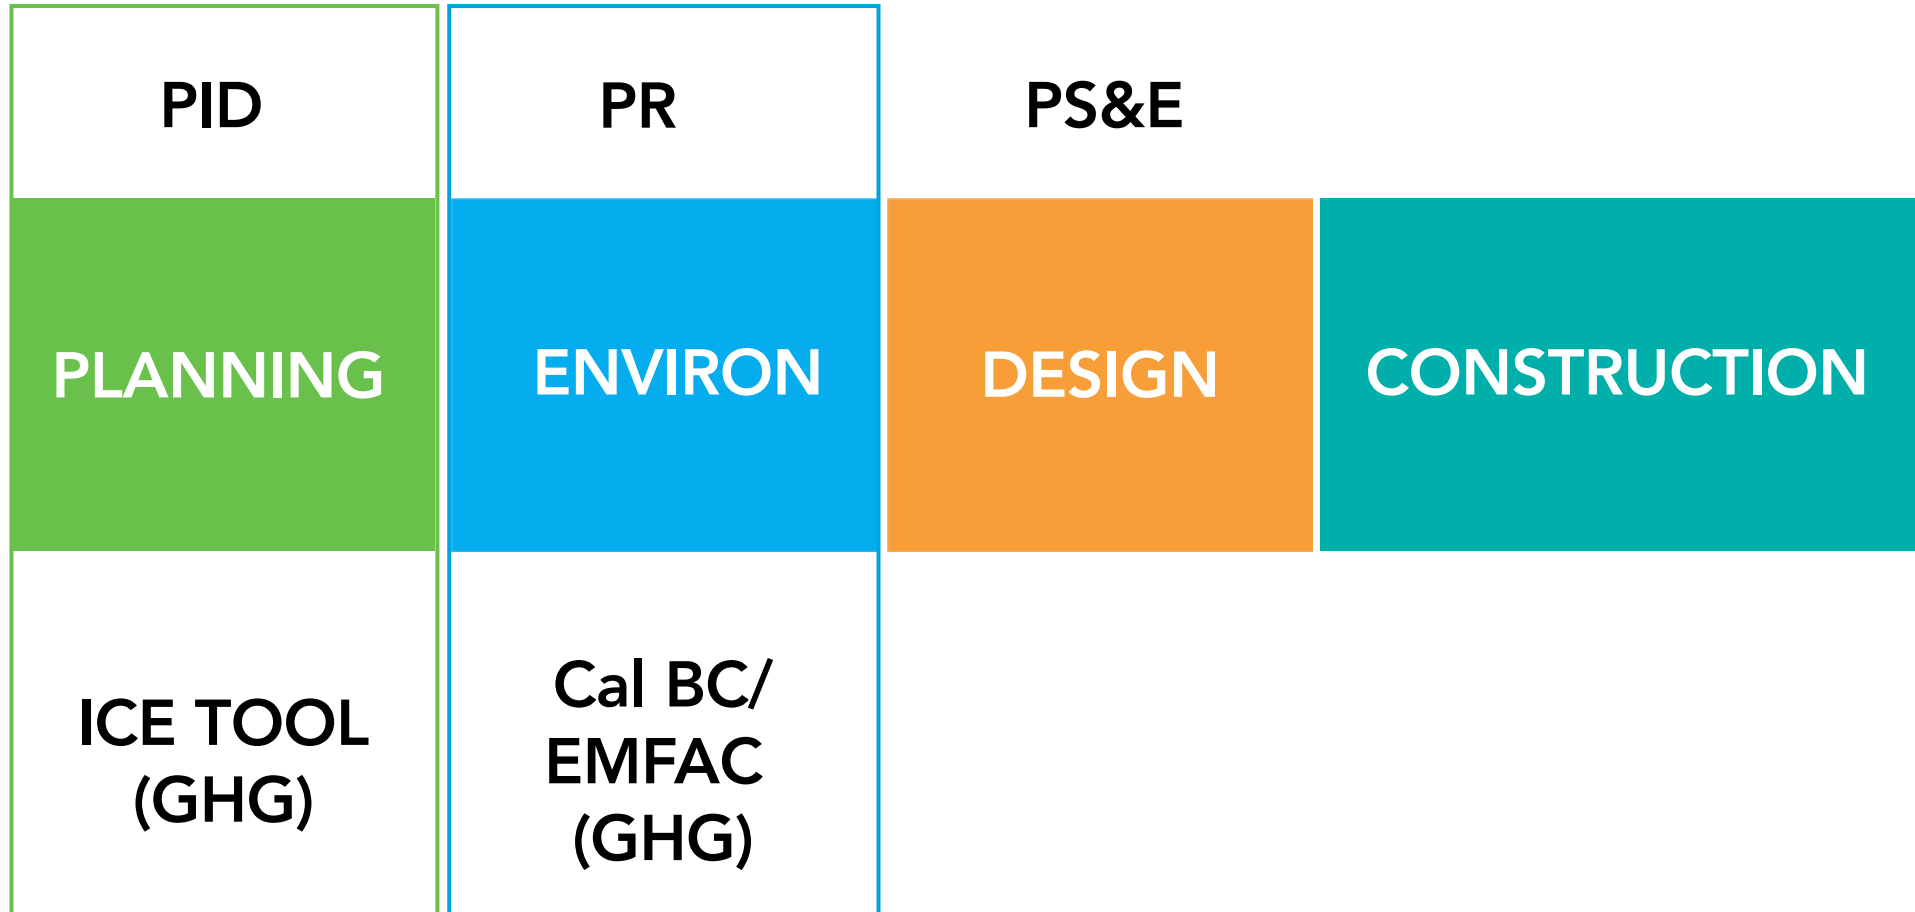 PID
PR
PS&E
PLANNING
ENVIRON
DESIGN
CONSTRUCTION
ICE TOOL
(GHG)
Cal BC/
EMFAC
(GHG)